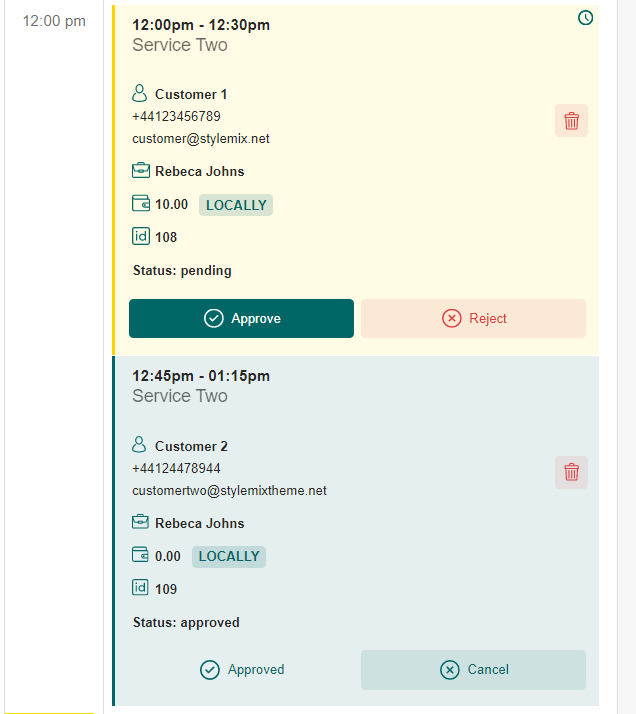 12:00 pm
12:00pm - 12:30pm
Service Two
Customer 1
+44123456789
customer@stylemix.net
Rebeca Johns
10.00 LOCALLY
id 108
Status: pending
Approve Reject
12:45pm - 01:15pm
Service Two
Customer 2
+44124478944
customertwo@stylemixtheme.net
Rebeca Johns
0.00 LOCALLY
id 109
Status: approved
Approved Cancel